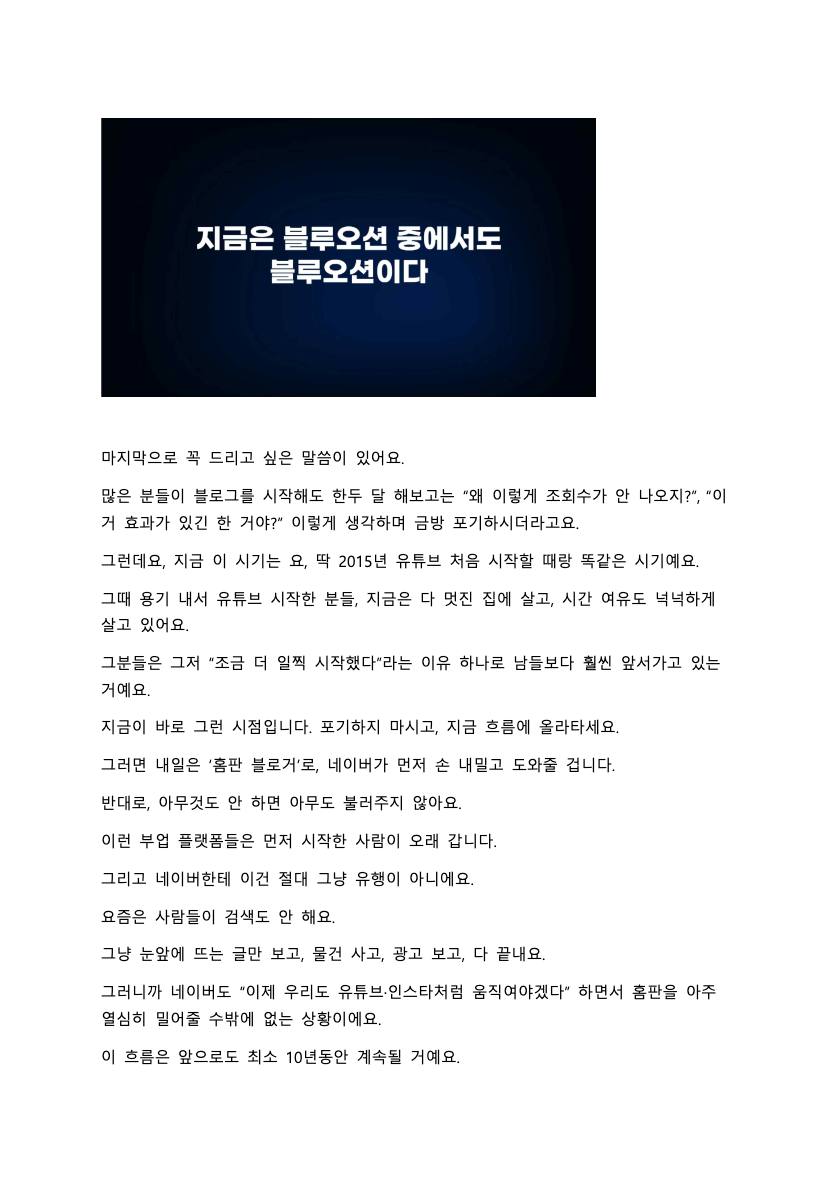 지금은 블루오션 중에서도
블루오션이다
마지막으로 꼭 드리고 싶은 말씀이 있어요.
많은 분들이 블로그를 시작해도 한두 달 해보고는 “왜 이렇게 조회수가 안 나오지?”, “이
거 효과가 있긴 한 거야?” 이렇게 생각하며 금방 포기하시더라고요.
그런데요, 지금 이 시기는 요, 딱 2015년 유튜브 처음 시작할 때랑 똑같은 시기예요.
그때 용기 내서 유튜브 시작한 분들, 지금은 다 멋진 집에 살고, 시간 여유도 넉넉하게
살고 있어요.
그분들은 그저 “조금 더 일찍 시작했다”라는 이유 하나로 남들보다 훨씬 앞서가고 있는
거예요.
지금이 바로 그런 시점입니다. 포기하지 마시고, 지금 흐름에 올라타세요.
그러면 내일은 ‘홈판 블로거’로, 네이버가 먼저 손 내밀고 도와줄 겁니다.
반대로, 아무것도 안 하면 아무도 불러주지 않아요.
이런 부업 플랫폼들은 먼저 시작한 사람이 오래 갑니다.
그리고 네이버한테 이건 절대 그냥 유행이 아니에요.
요즘은 사람들이 검색도 안 해요.
그냥 눈앞에 뜨는 글만 보고, 물건 사고, 광고 보고, 다 끝내요.
그러니까 네이버도 “이제 우리도 유튜브·인스타처럼 움직여야겠다” 하면서 홈판을 아주
열심히 밀어줄 수밖에 없는 상황이에요.
이 흐름은 앞으로도 최소 10년동안 계속될 거예요.